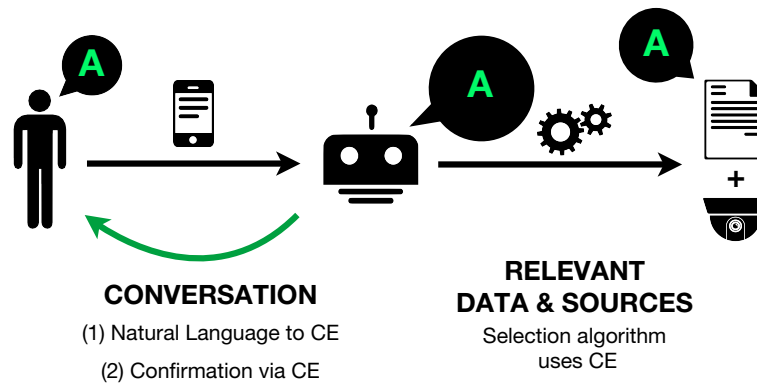 A
A
A
+
CONVERSATION
(1) Natural Language to CE
(2) Confirmation via CE
RELEVANT
DATA & SOURCES
Selection algorithm
uses CE